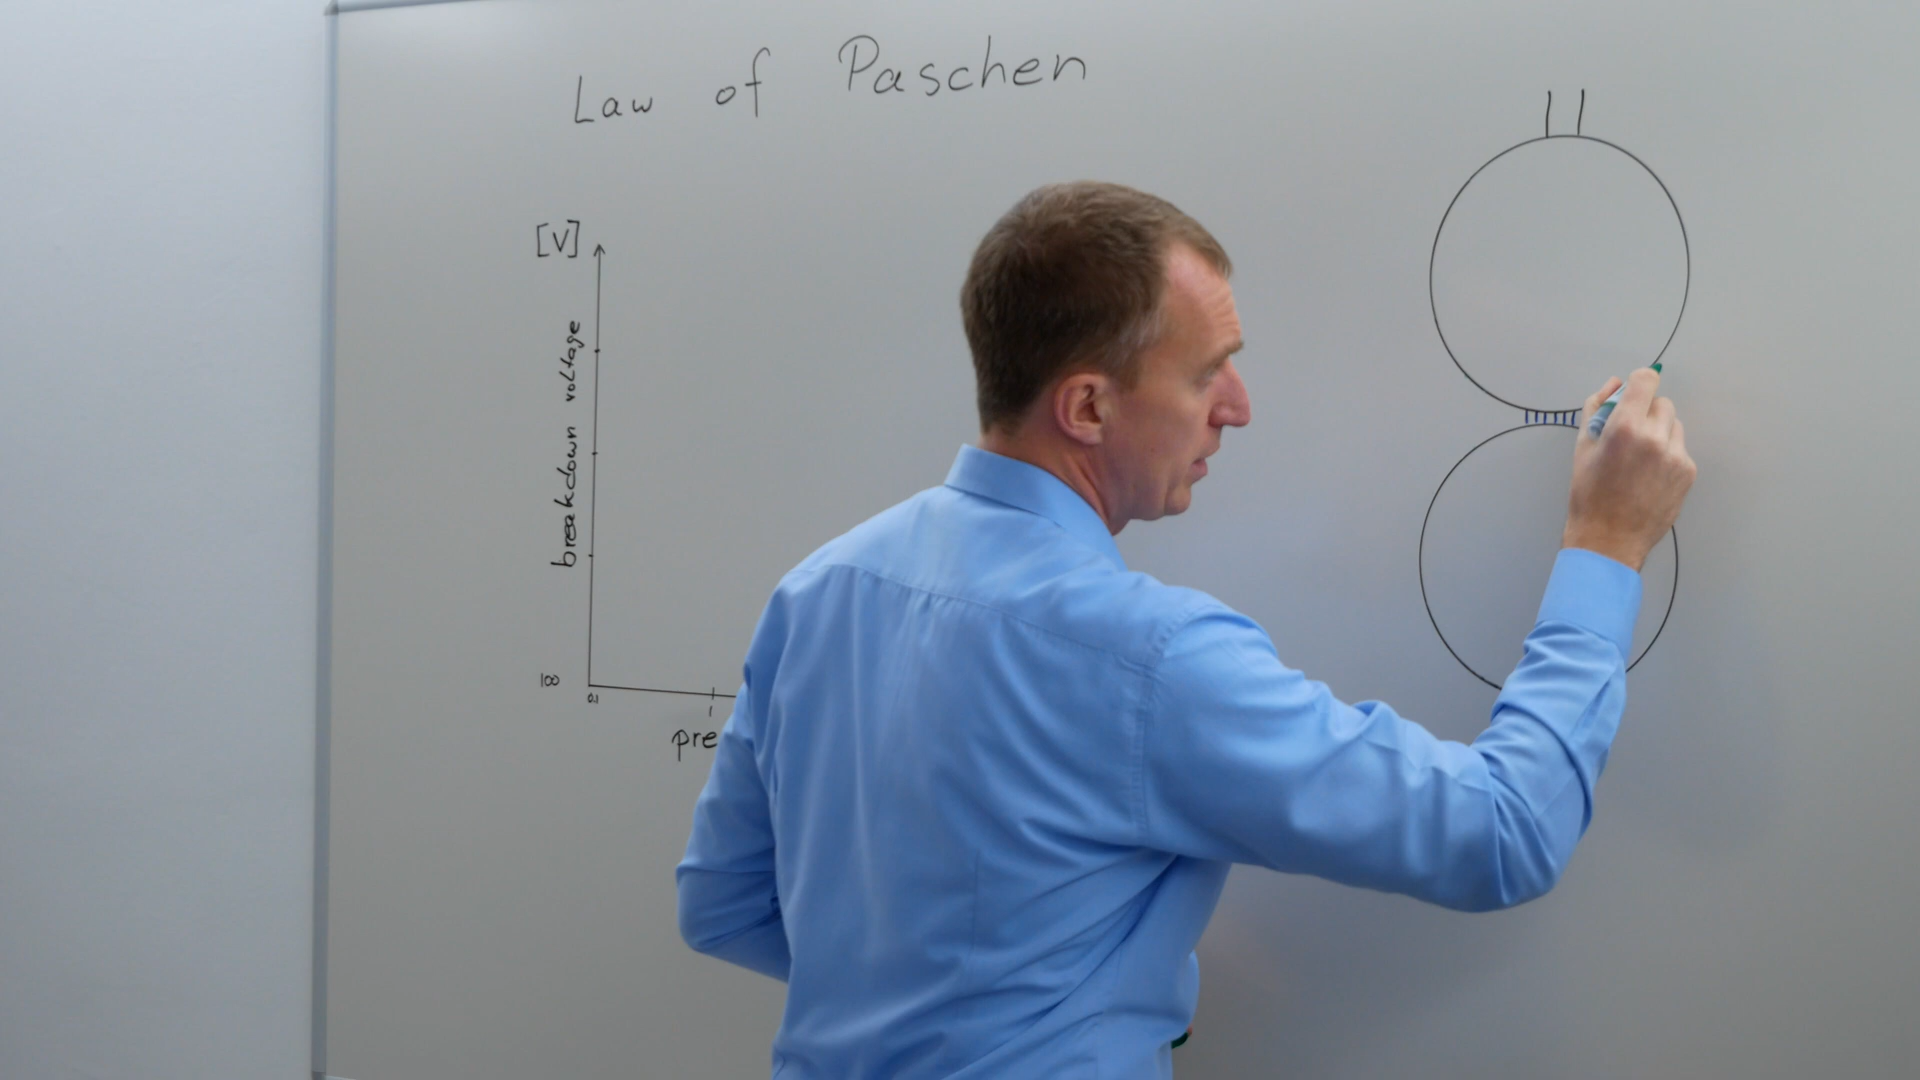 Law of Paschen
[V]
breakdown voltage
100
0.1
1
pre